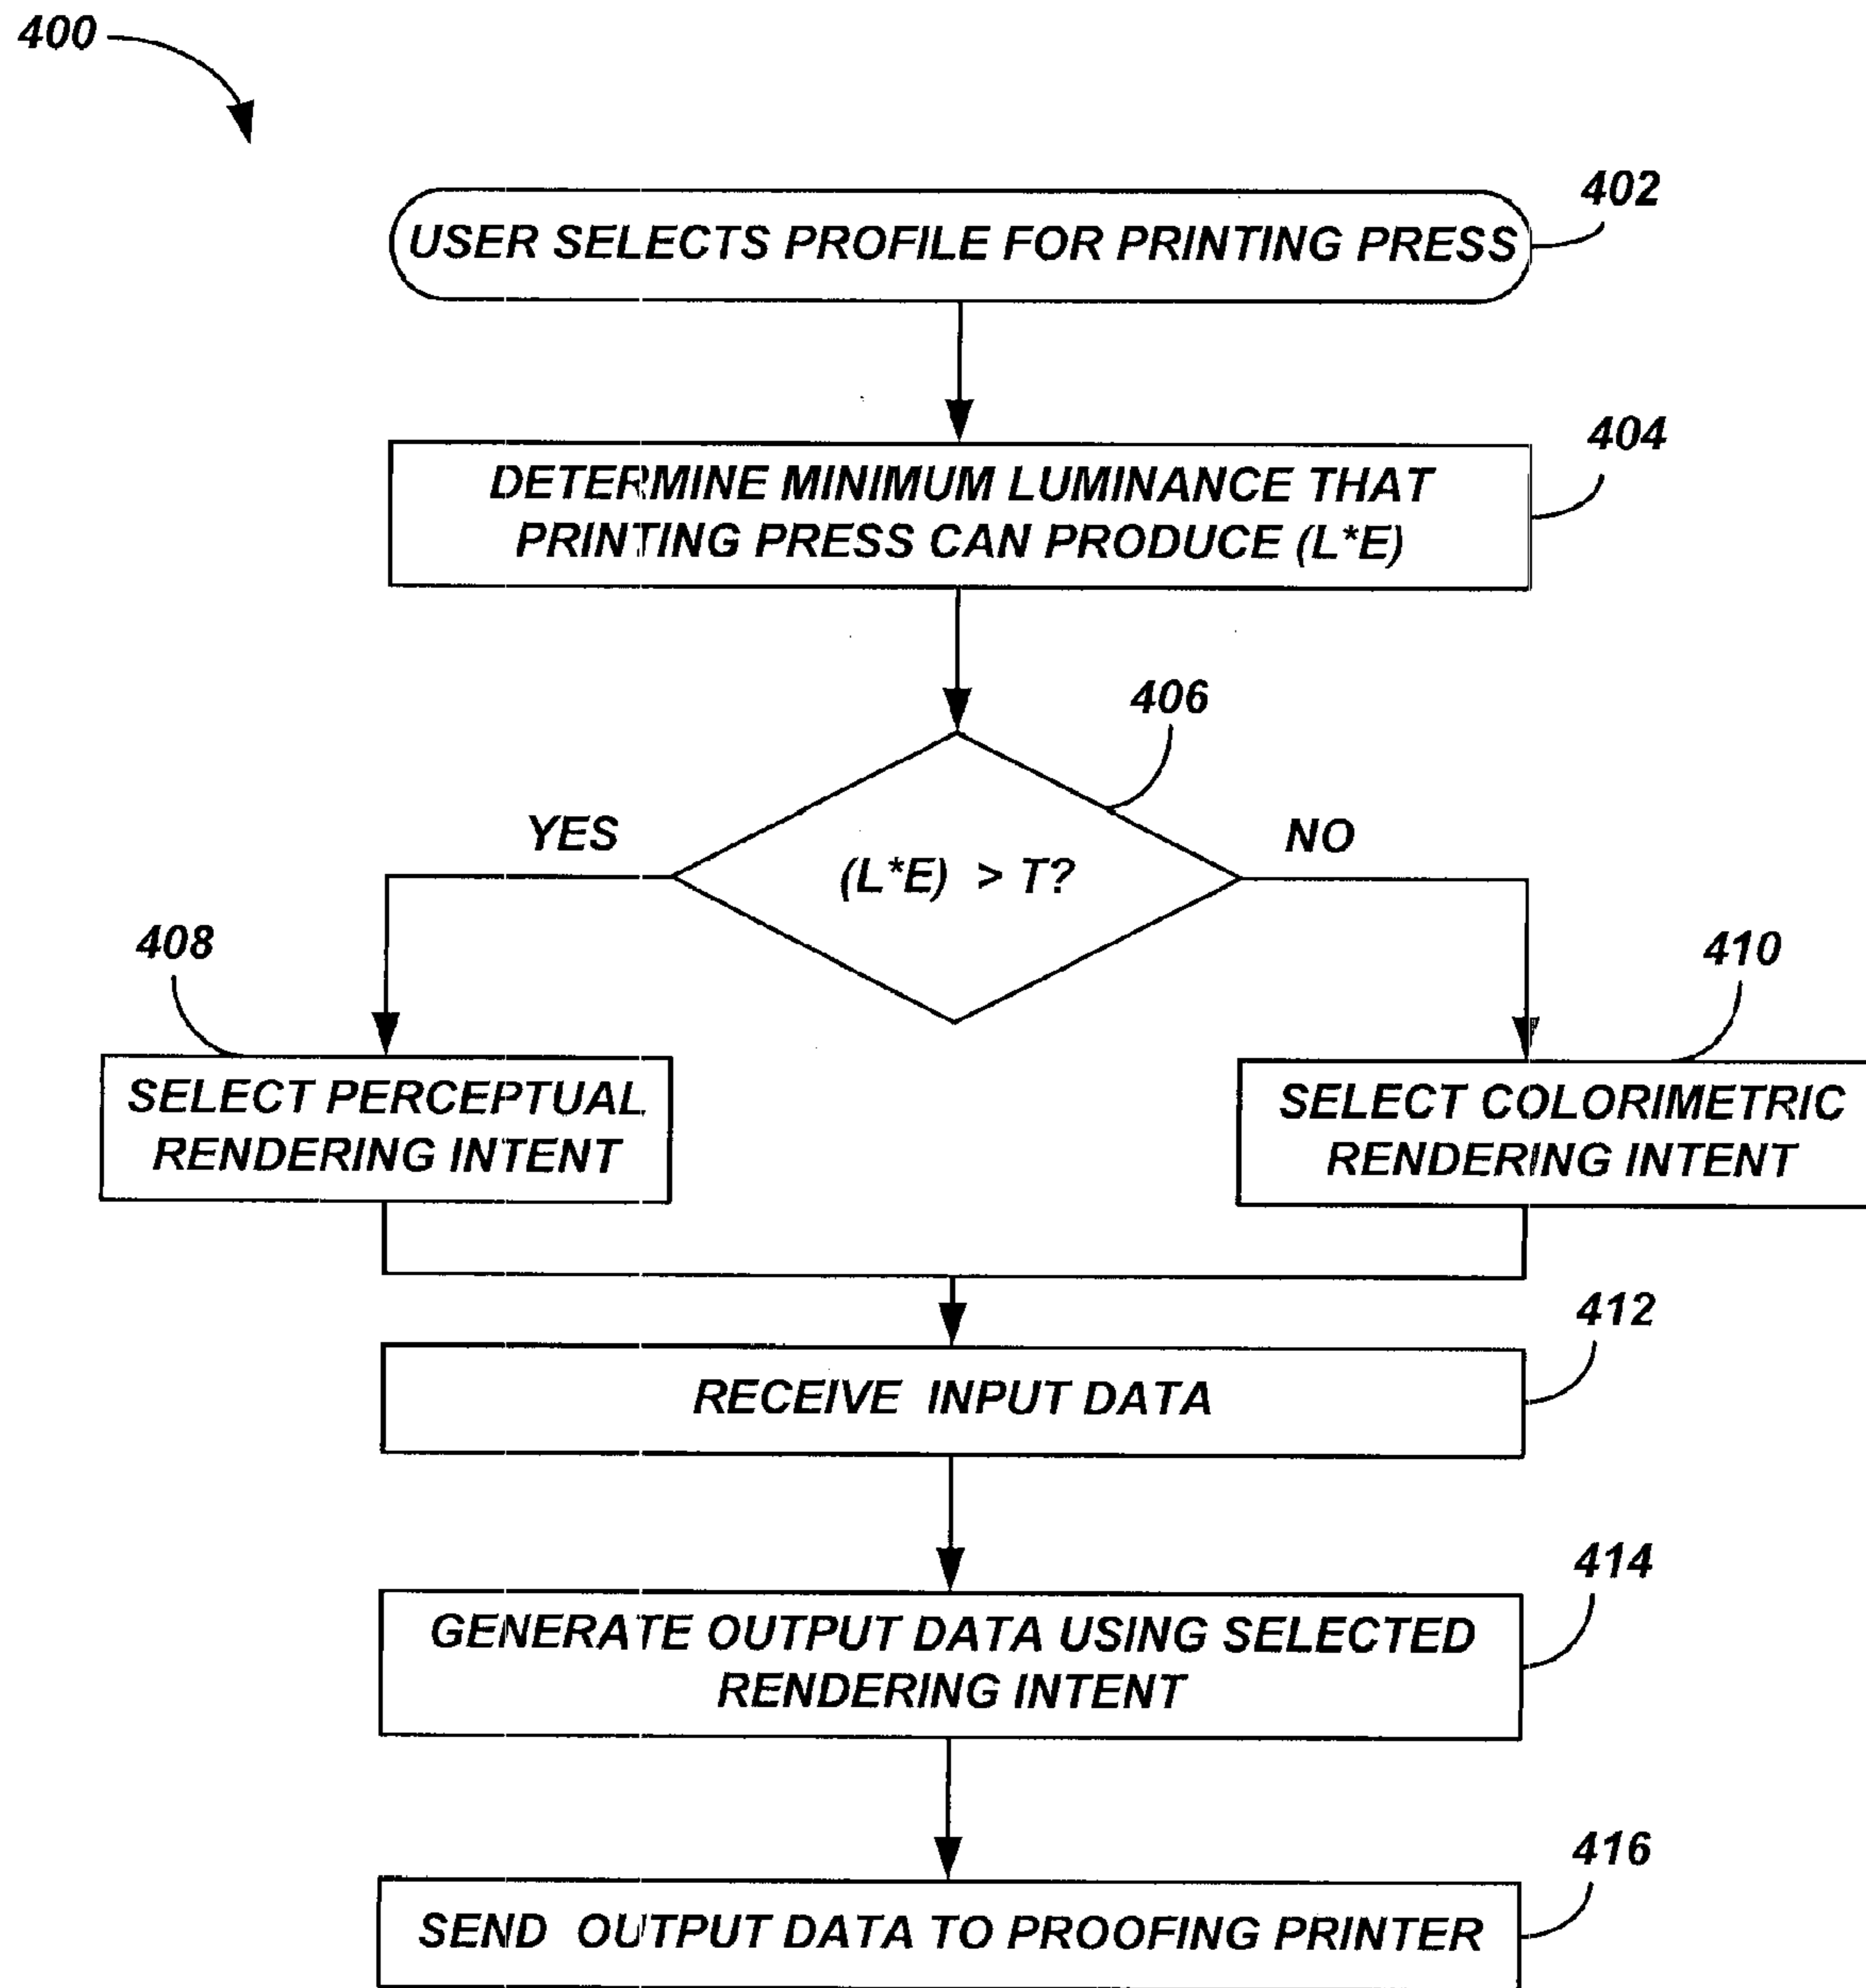 400
402
USER SELECTS PROFILE FOR PRINTING PRESS
404
DETERMINE MINIMUM LUMINANCE THAT
PRINTING PRESS CAN PRODUCE (L*E)
406
YES
NO
(L*E) > T?
408
410
SELECT PERCEPTUAL
RENDERING INTENT
SELECT COLORIMETRIC
RENDERING INTENT
412
RECEIVE INPUT DATA
414
GENERATE OUTPUT DATA USING SELECTED
RENDERING INTENT
416
SEND OUTPUT DATA TO PROOFING PRINTER